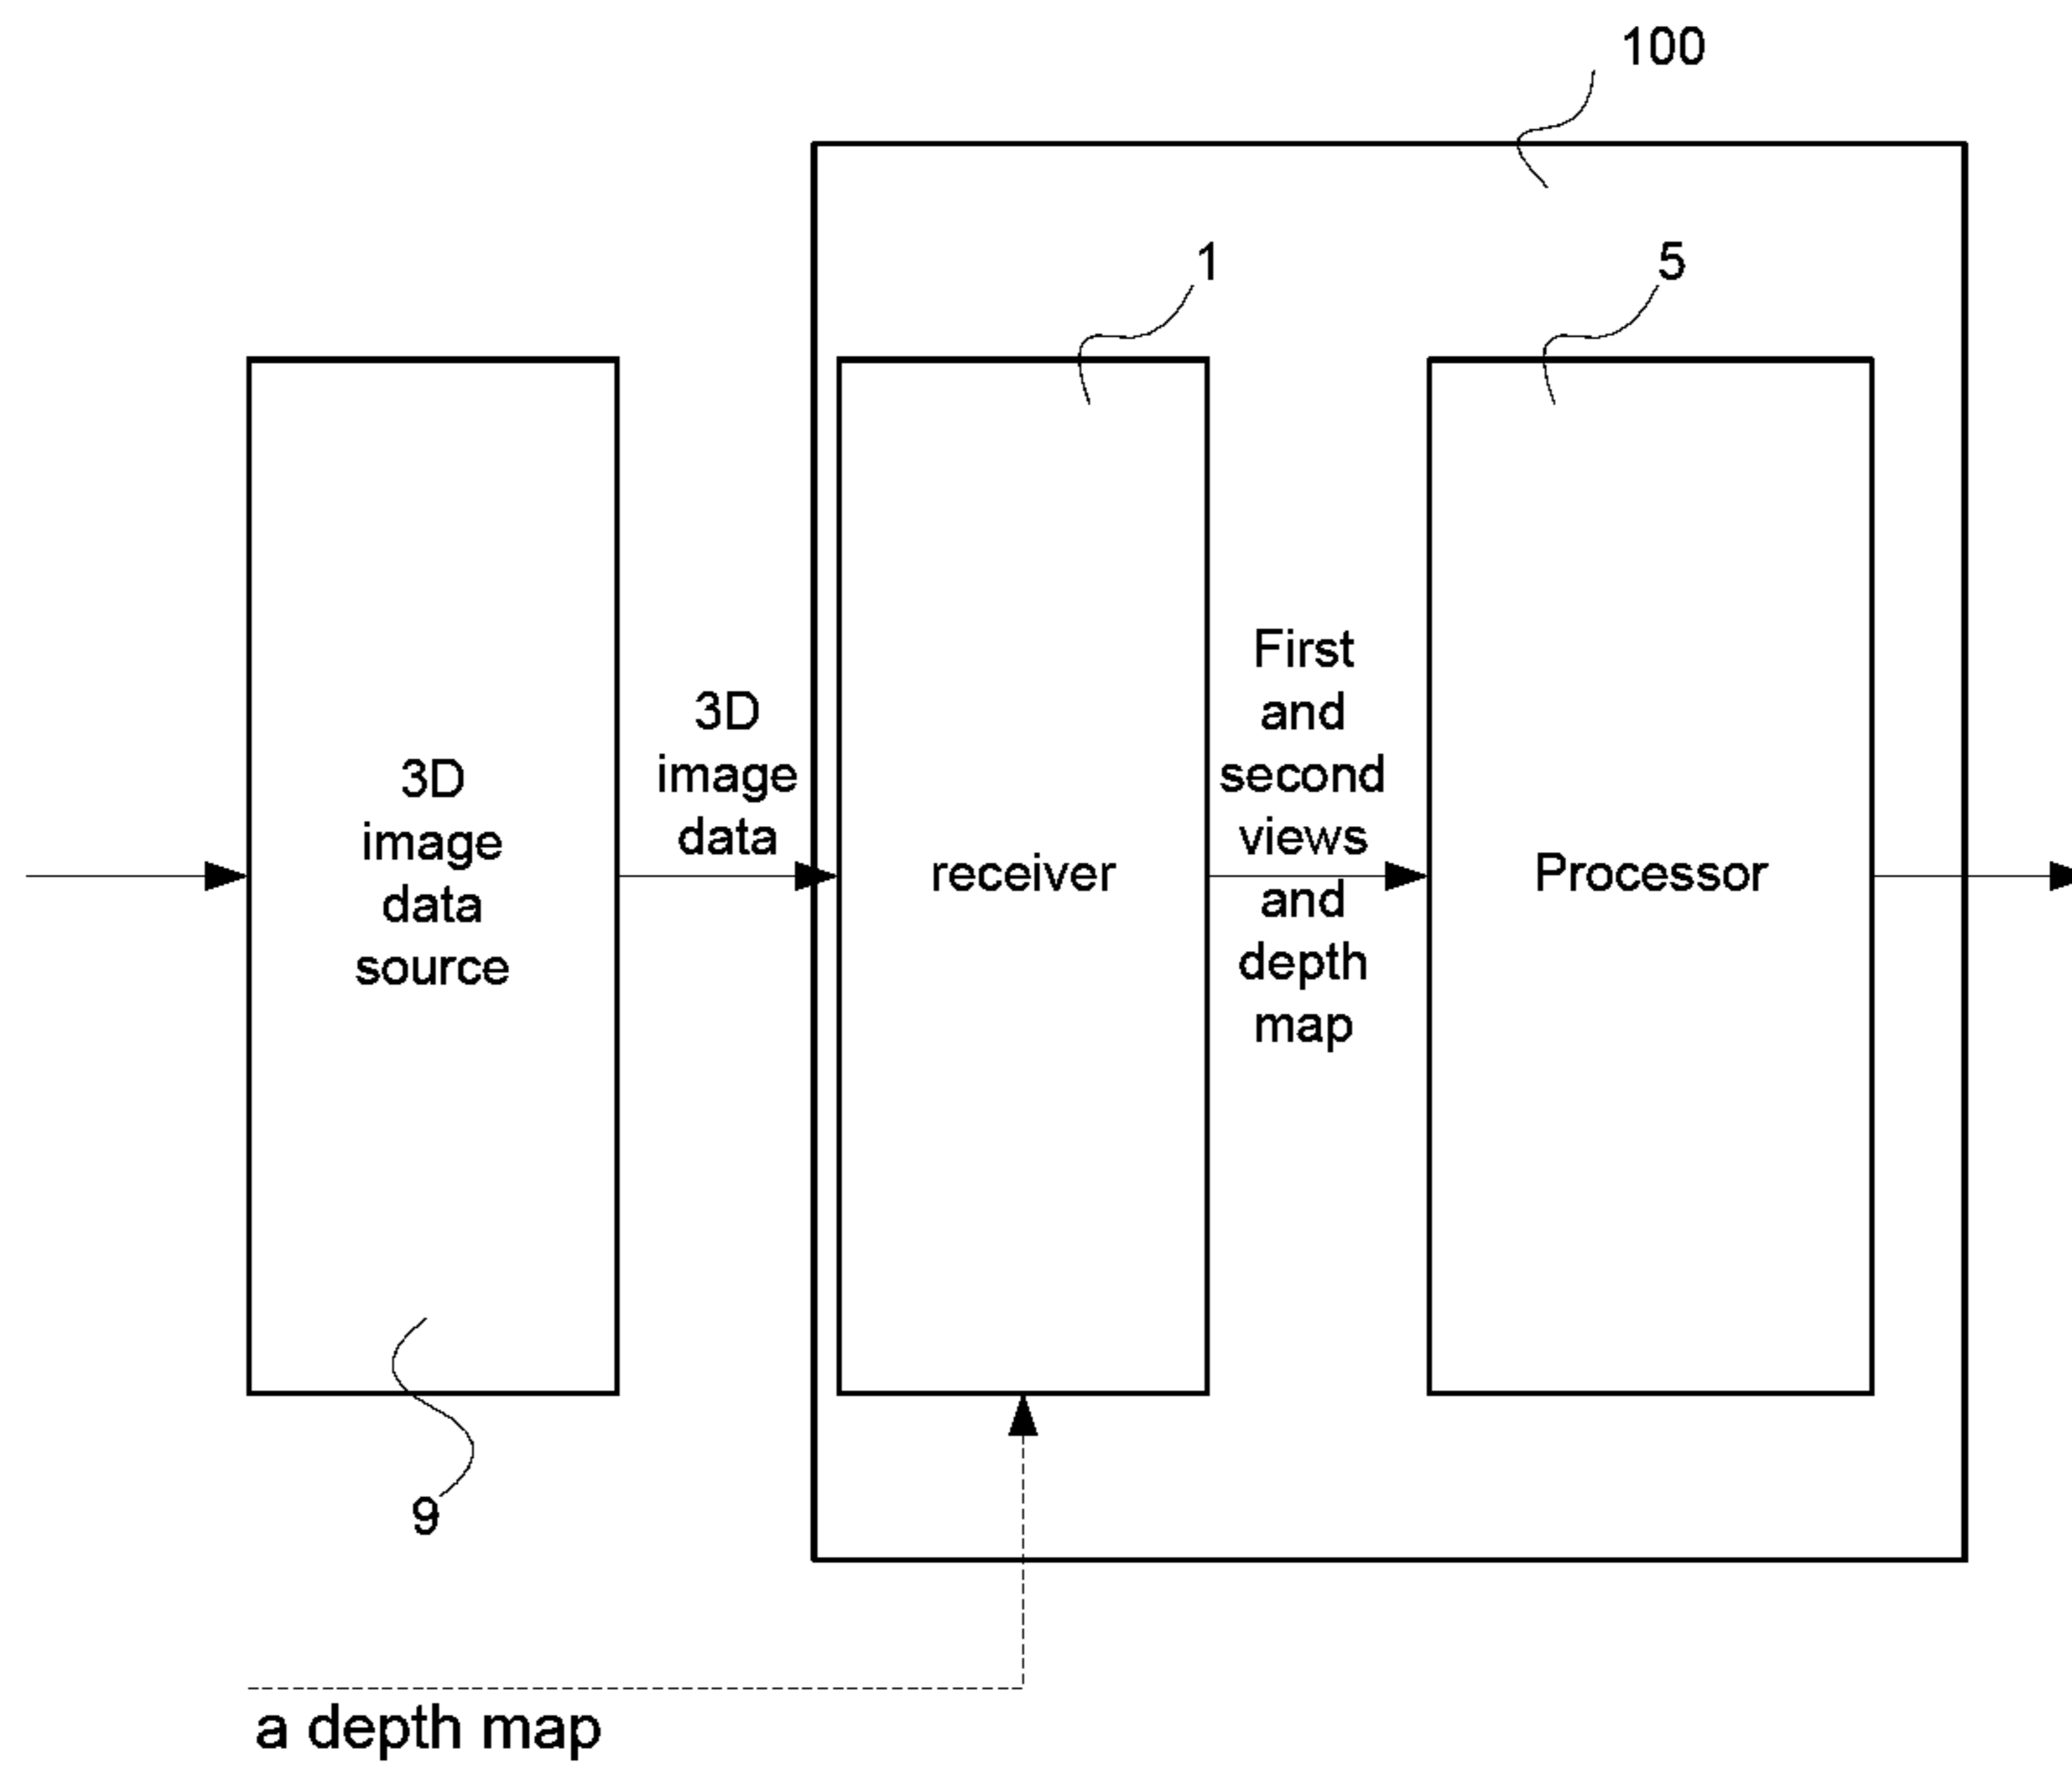 100
1
5
3D
image
data
source
3D
image
data
receiver
First
and
second
views
and
depth
map
Processor
9
a depth map